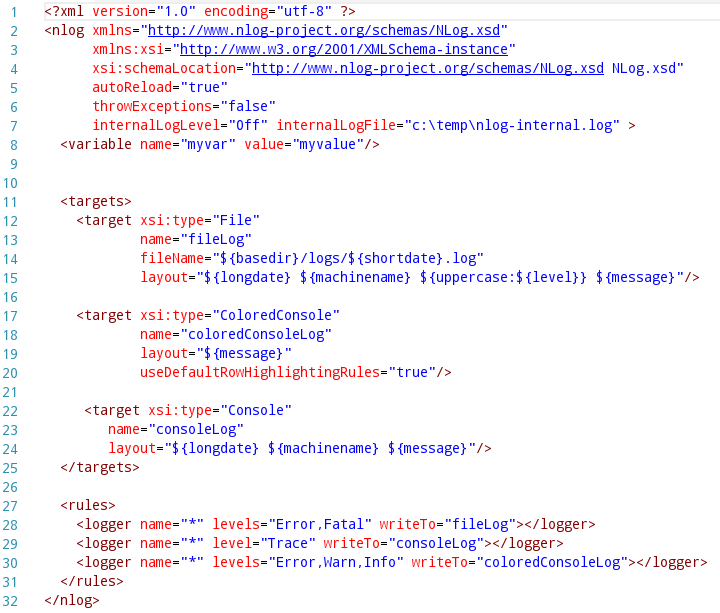 1 <?xml version="1.0" encoding="utf-8" ?>
2 <nlog xmlns="http://www.nlog-project.org/schemas/NLog.xsd"
3 xmlns:xsi="http://www.w3.org/2001/XMLSchema-instance"
4 xsi:schemaLocation="http://www.nlog-project.org/schemas/NLog.xsd NLog.xsd"
5 autoReload="true"
6 throwExceptions="false"
7 internalLogLevel="Off" internalLogFile="c:\temp\nlog-internal.log" >
8 <variable name="myvar" value="myvalue"/>
9
10
11 <targets>
12 <target xsi:type="File"
13 name="fileLog"
14 fileName="${basedir}/logs/${shortdate}.log"
15 layout="${longdate} ${machinename} ${uppercase:${level}} ${message}"/>
16
17 <target xsi:type="ColoredConsole"
18 name="coloredConsoleLog"
19 layout="${message}"
20 useDefaultRowHighlightingRules="true"/>
21
22 <target xsi:type="Console"
23 name="consoleLog"
24 layout="${longdate} ${machinename} ${message}"/>
25 </targets>
26
27 <rules>
28 <logger name="*" levels="Error,Fatal" writeTo="fileLog"></logger>
29 <logger name="*" level="Trace" writeTo="consoleLog"></logger>
30 <logger name="*" levels="Error,Warn,Info" writeTo="coloredConsoleLog"></logger>
31 </rules>
32 </nlog>